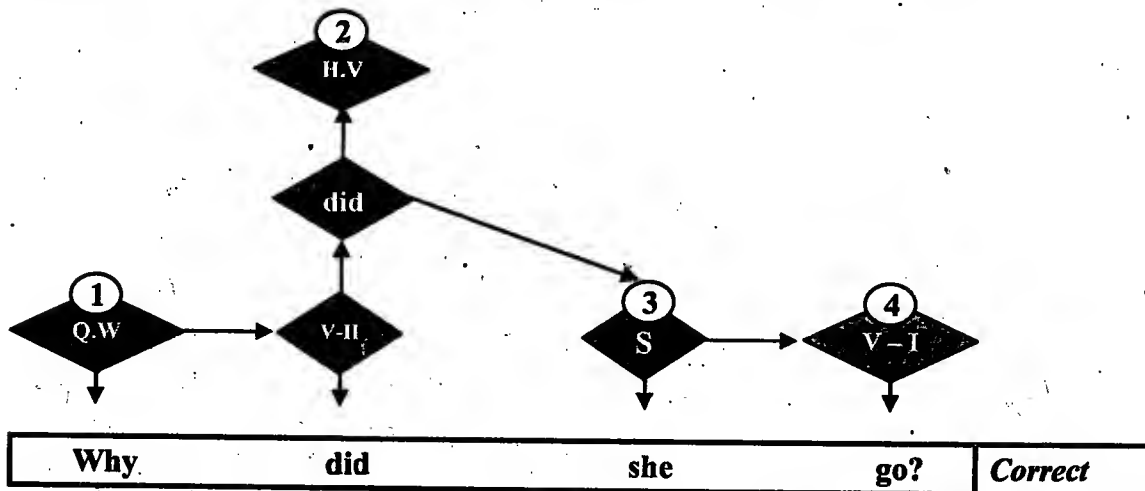 2
H.V
did
1
Q.W
V-II
3
S
4
V – I
Why did she go? Correct